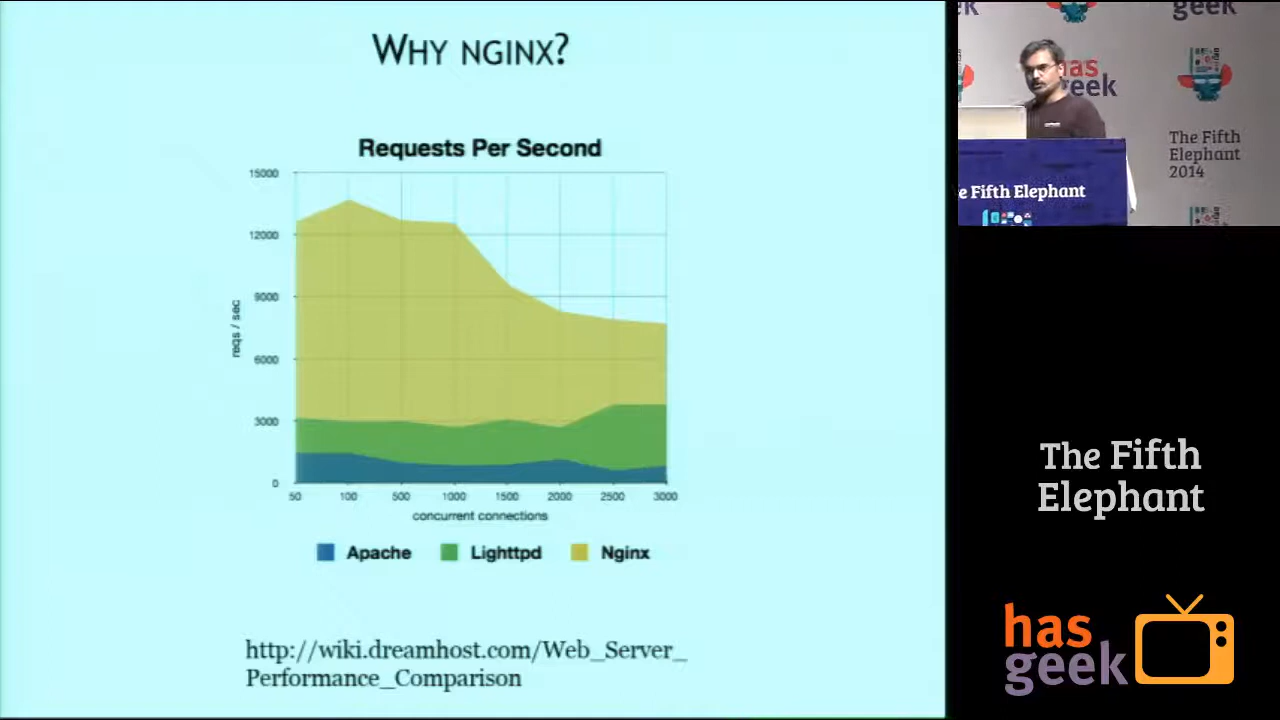 WHY NGINX?
Requests Per Second
15000
12000
9000
6000
3000
0
reqs / sec
50 100 500 1000 1500 2000 2500 3000
concurrent connections
Apache Lighttpd Nginx
http://wiki.dreamhost.com/Web_Server_
Performance_Comparison
geek
has
geek
The Fifth
Elephant
2014
e Fifth Elephant
The Fifth
Elephant
has
geek